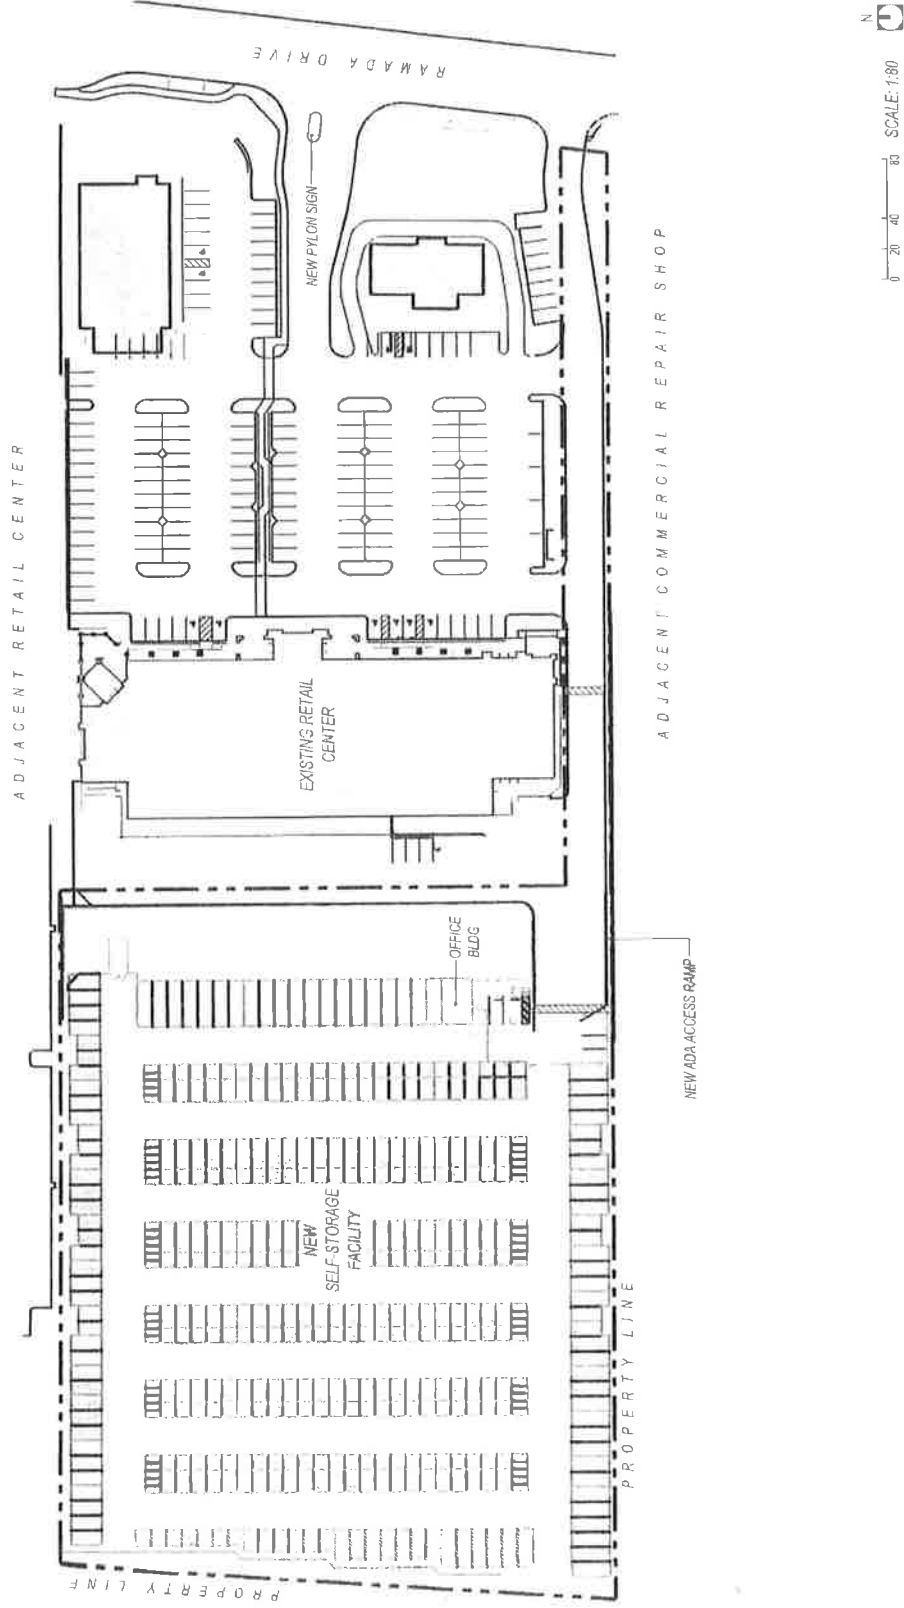 N
SCALE: 1:80
0 20 40 80
RAMADA DRIVE
NEW PYLON SIGN
ADJACENT RETAIL CENTER
ADJACENT COMMERCIAL REPAIR SHOP
EXISTING RETAIL
CENTER
OFFICE
BLDG
NEW ADA ACCESS RAMP
NEW
SELF-STORAGE
FACILITY
PROPERTY LINE
PROPERTY LINE